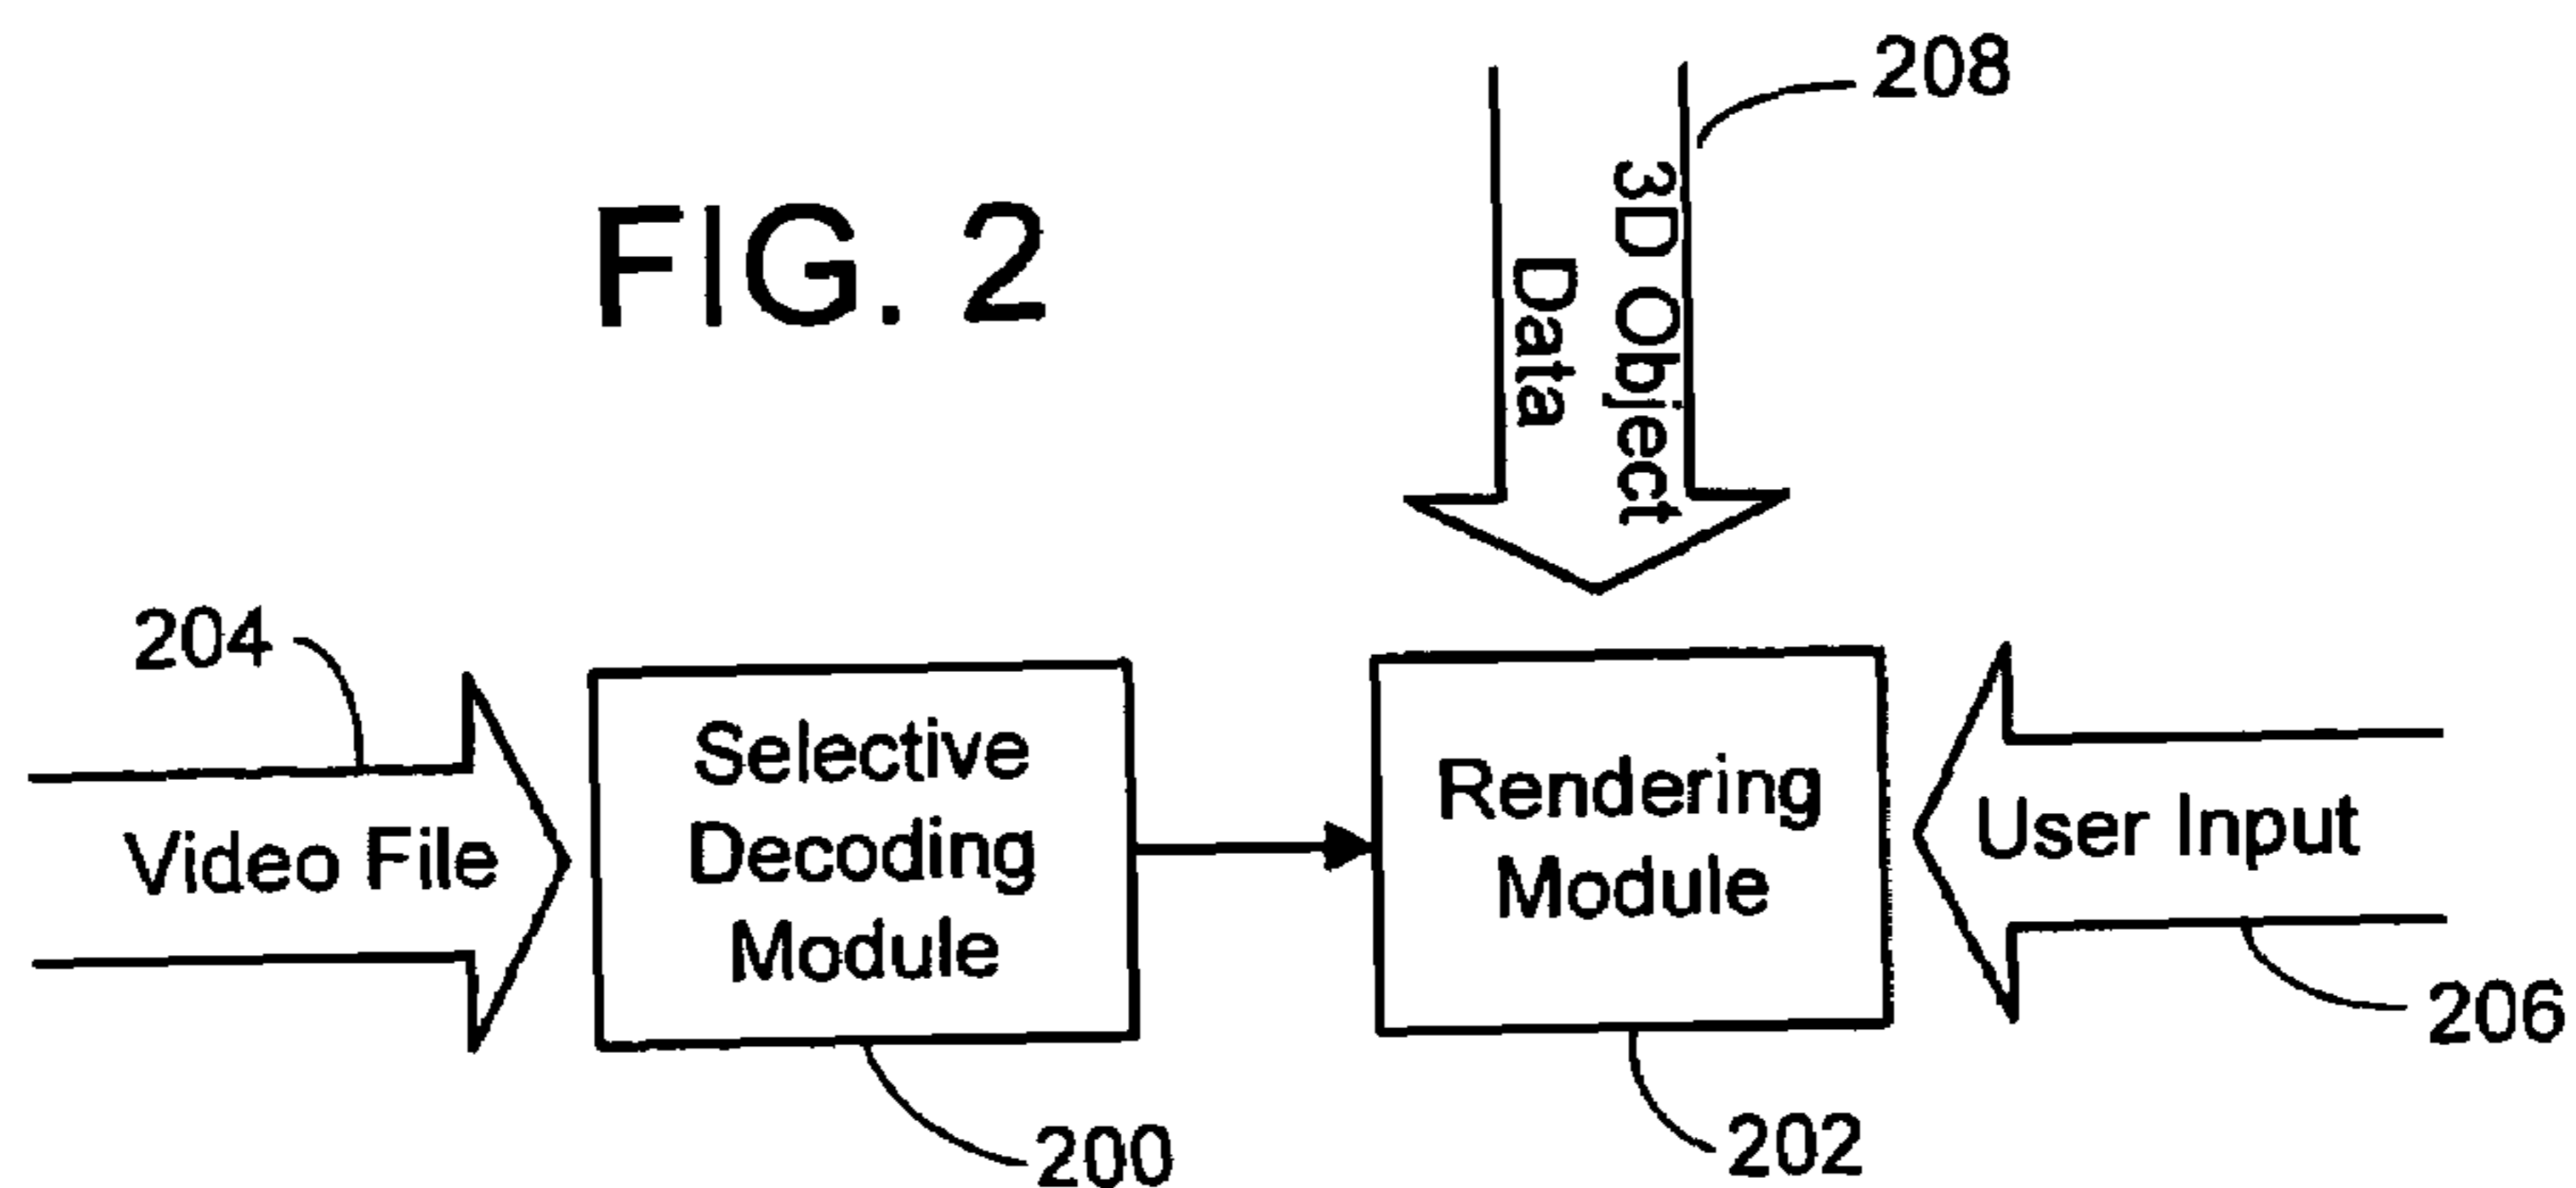 FIG. 2
208
3D Object
Data
204
Video File
Selective
Decoding
Module
Rendering
Module
User Input
206
200
202